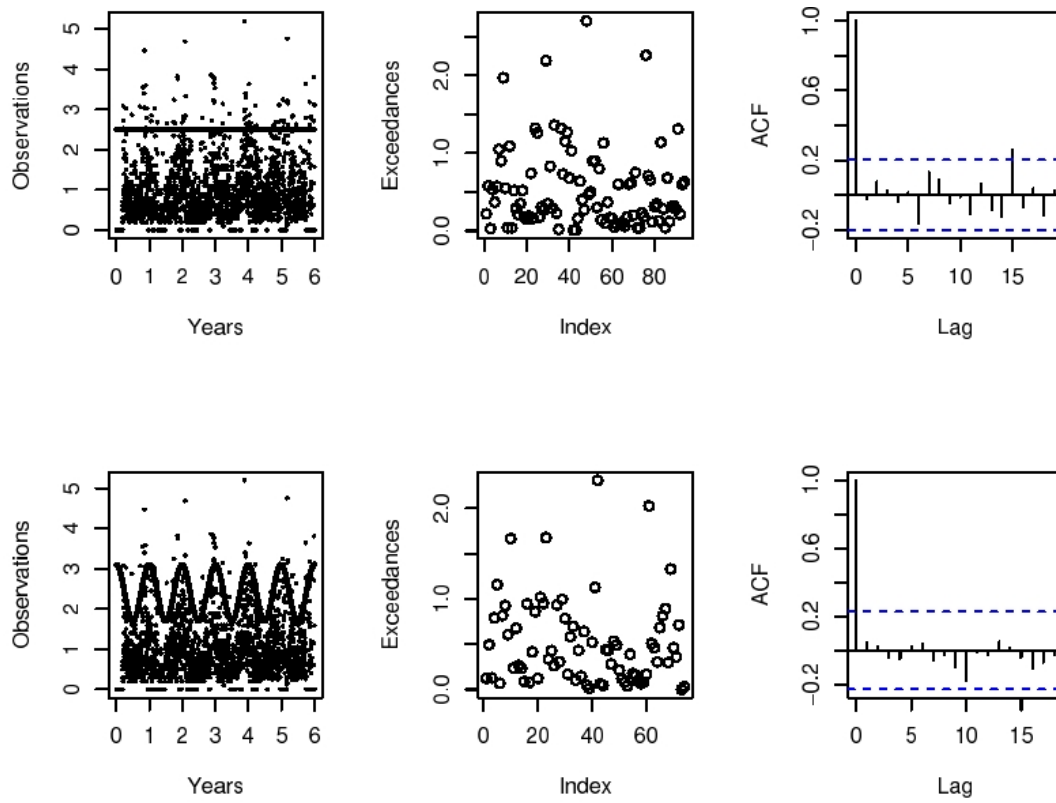 Observations
0 1 2 3 4 5
0 1 2 3 4 5 6
Years
Exceedances
0.0 1.0 2.0
0 20 40 60 80
Index
ACF
−0.2 0.2 0.6 1.0
0 5 10 15
Lag
Observations
0 1 2 3 4 5
0 1 2 3 4 5 6
Years
Exceedances
0.0 1.0 2.0
0 20 40 60
Index
ACF
−0.2 0.2 0.6 1.0
0 5 10 15
Lag